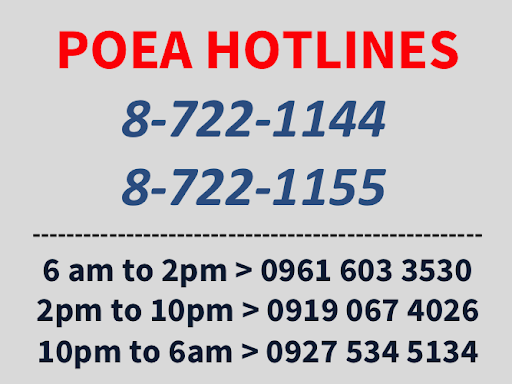 POEA HOTLINES
8-722-1144
8-722-1155
------------------------------------------------------
6 am to 2pm > 0961 603 3530
2pm to 10pm > 0919 067 4026
10pm to 6am > 0927 534 5134